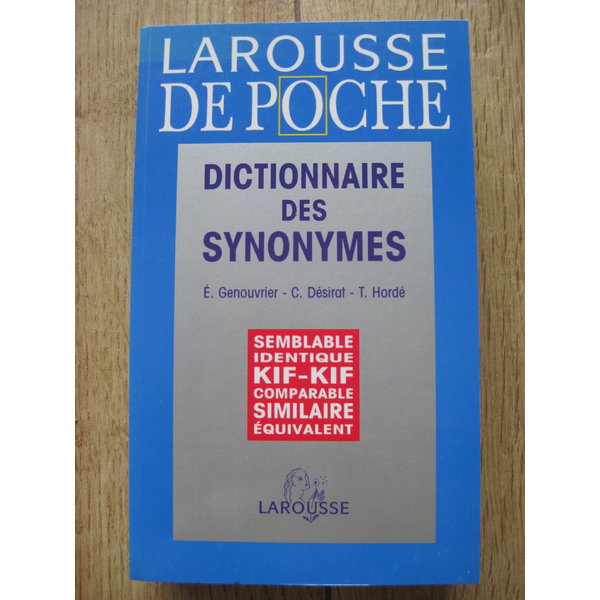 LAROUSSE
DE POCHE
DICTIONNAIRE
DES
SYNONYMES
É. Genouvrier - C. Désirat - T. Hordé
SEMBLABLE
IDENTIQUE
KIF-KIF
COMPARABLE
SIMILAIRE
ÉQUIVALENT
LAROUSSE